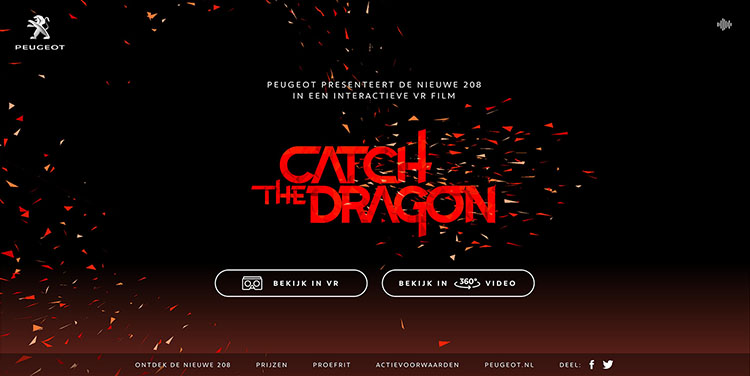 PEUGEOT
PEUGEOT PRESENTEERT DE NIEUWE 208
IN EEN INTERACTIEVE VR FILM
CATCH
THE DRAGON
BEKIJK IN VR
BEKIJK IN 360° VIDEO
ONTDEK DE NIEUWE 208 PRIJZEN PROEFRIT ACTIEVOORWAARDEN PEUGEOT.NL DEEL: